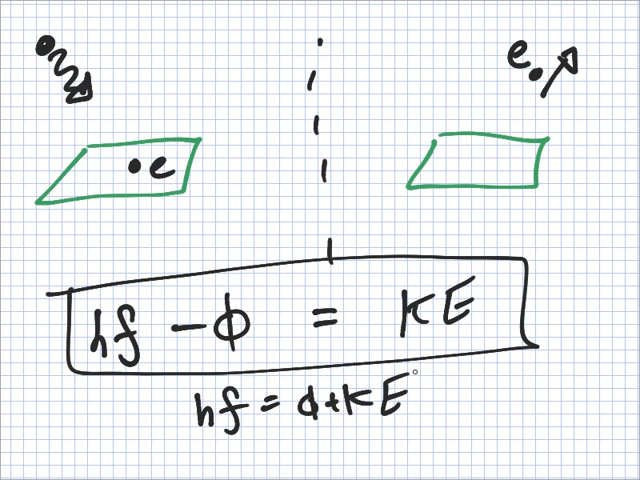 e
e
hf - ϕ = KE
hf = ϕ + KE